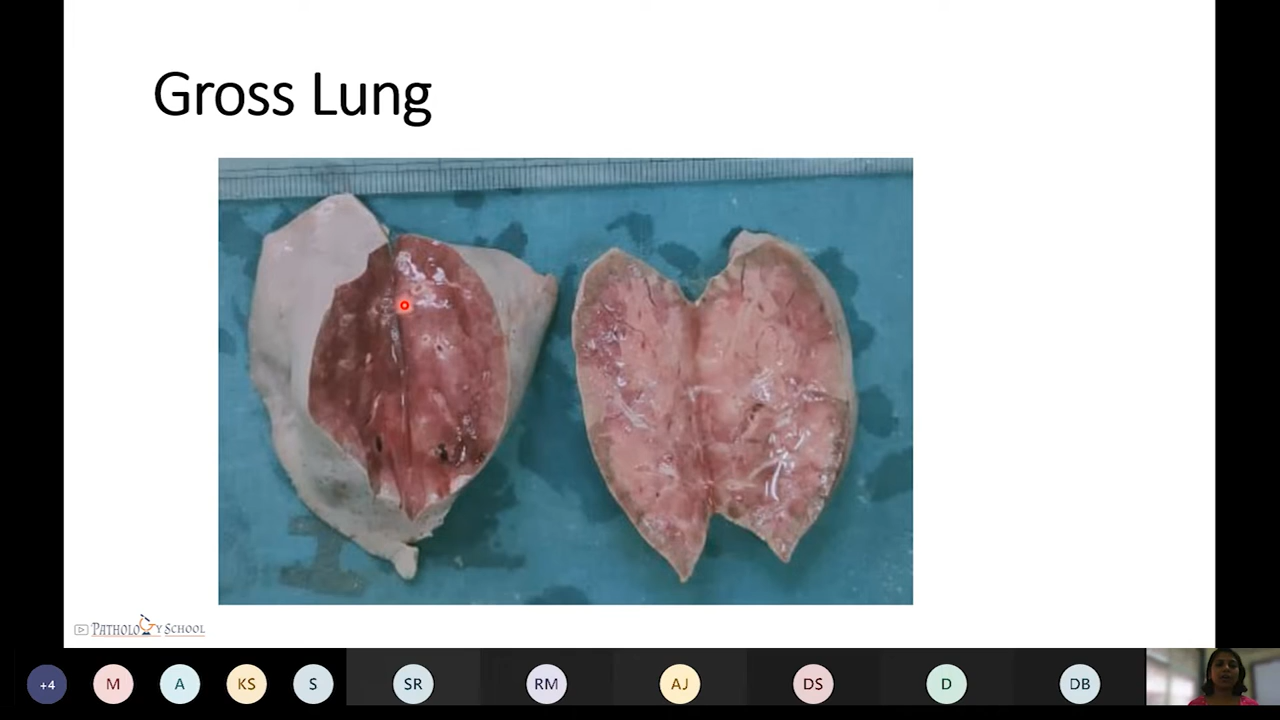 Gross Lung
PATHOLOGY SCHOOL
+4
M
A
KS
S
SR
RM
AJ
DS
D
DB